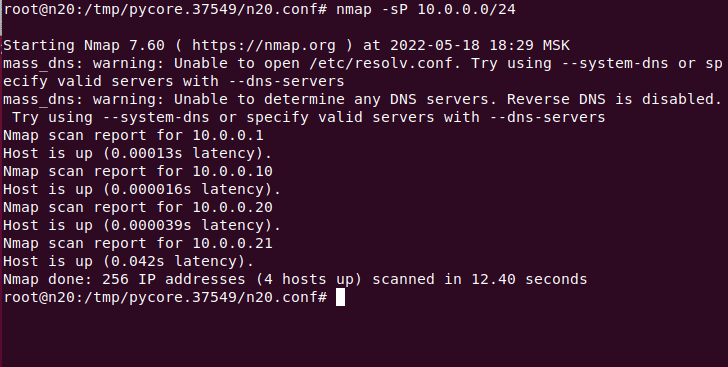 root@n20:/tmp/pycore.37549/n20.conf# nmap -sP 10.0.0.0/24
Starting Nmap 7.60 ( https://nmap.org ) at 2022-05-18 18:29 MSK
mass_dns: warning: Unable to open /etc/resolv.conf. Try using --system-dns or sp
ecify valid servers with --dns-servers
mass_dns: warning: Unable to determine any DNS servers. Reverse DNS is disabled.
 Try using --system-dns or specify valid servers with --dns-servers
Nmap scan report for 10.0.0.1
Host is up (0.00013s latency).
Nmap scan report for 10.0.0.10
Host is up (0.000016s latency).
Nmap scan report for 10.0.0.20
Host is up (0.000039s latency).
Nmap scan report for 10.0.0.21
Host is up (0.042s latency).
Nmap done: 256 IP addresses (4 hosts up) scanned in 12.40 seconds
root@n20:/tmp/pycore.37549/n20.conf#